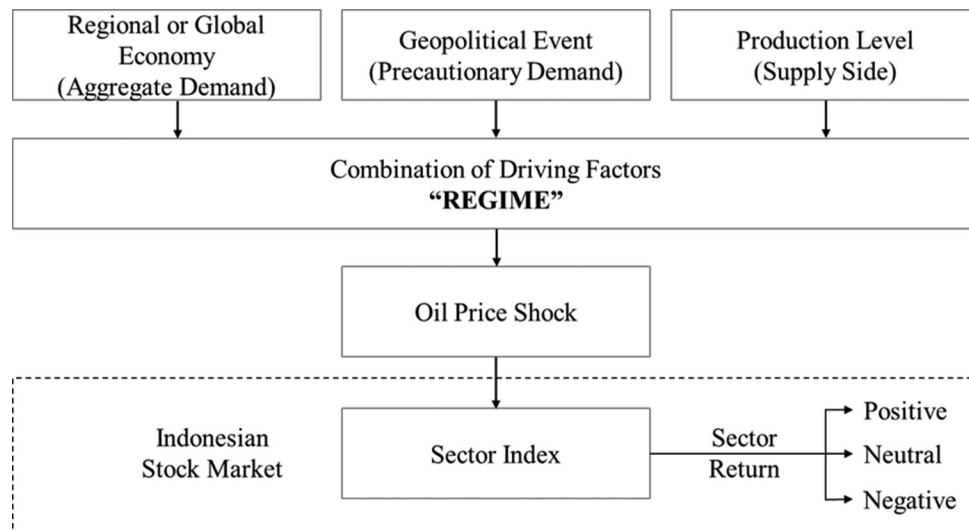 Regional or Global
Economy
(Aggregate Demand)
Geopolitical Event
(Precautionary Demand)
Production Level
(Supply Side)
Combination of Driving Factors
“REGIME”
Oil Price Shock
Indonesian
Stock Market
Sector Index
Sector
Return
Positive
Neutral
Negative